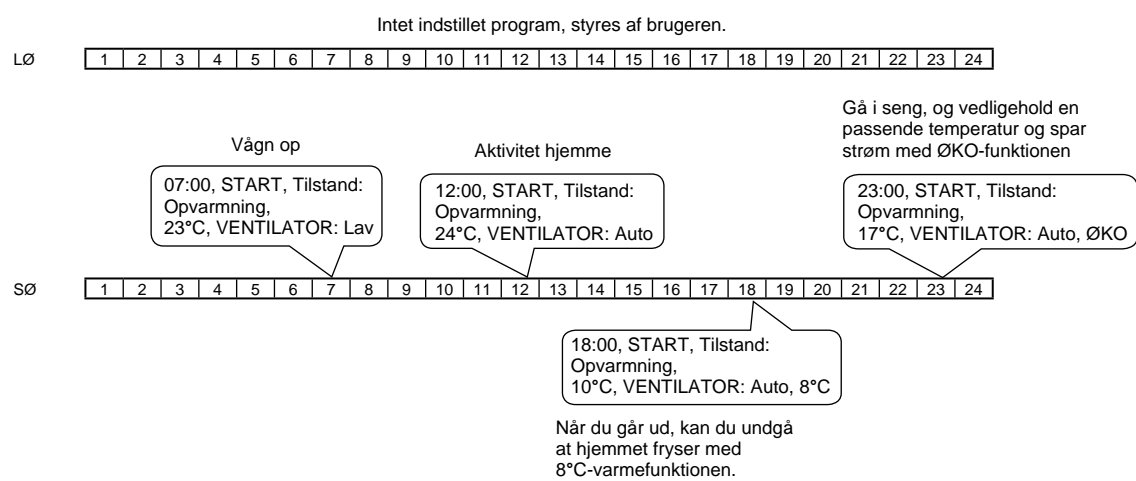 Intet indstillet program, styres af brugeren.
LØ 1 2 3 4 5 6 7 8 9 10 11 12 13 14 15 16 17 18 19 20 21 22 23 24
Vågn op
07:00, START, Tilstand:
Opvarmning,
23°C, VENTILATOR: Lav
Aktivitet hjemme
12:00, START, Tilstand:
Opvarmning,
24°C, VENTILATOR: Auto
Gå i seng, og vedligehold en
passende temperatur og spar
strøm med ØKO-funktionen
23:00, START, Tilstand:
Opvarmning,
17°C, VENTILATOR: Auto, ØKO
SØ 1 2 3 4 5 6 7 8 9 10 11 12 13 14 15 16 17 18 19 20 21 22 23 24
18:00, START, Tilstand:
Opvarmning,
10°C, VENTILATOR: Auto, 8°C
Når du går ud, kan du undgå
at hjemmet fryser med
8°C-varmefunktionen.